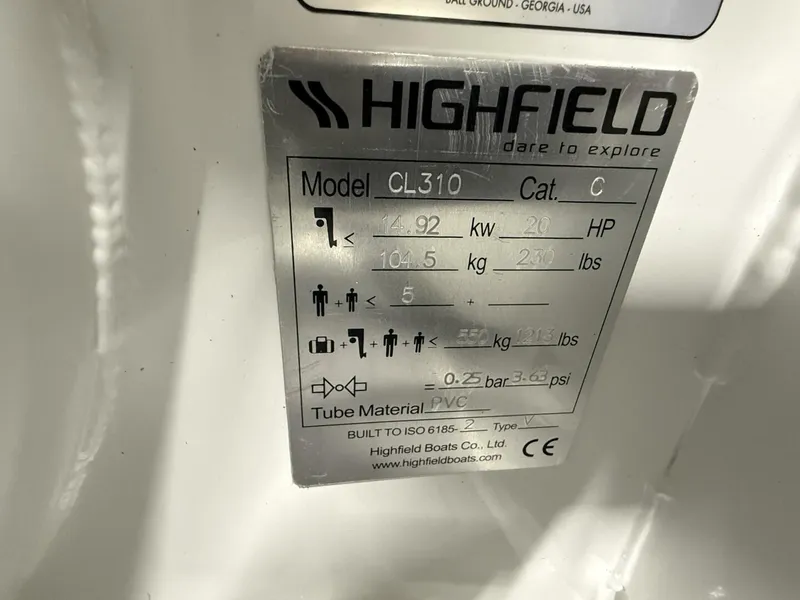 BALL GROUND - GEORGIA - USA
HIGHFIELD
dare to explore
Model CL310 Cat. C
≤ 14.92 kw 20 HP
104.5 kg 230 lbs
+ ≤ 5 +
+ + + ≤ 550 kg 1213 lbs
= 0.25 bar 3.63 psi
Tube Material PVC
BUILT TO ISO 6185-2 Type V
Highfield Boats Co., Ltd.
www.highfieldboats.com CE